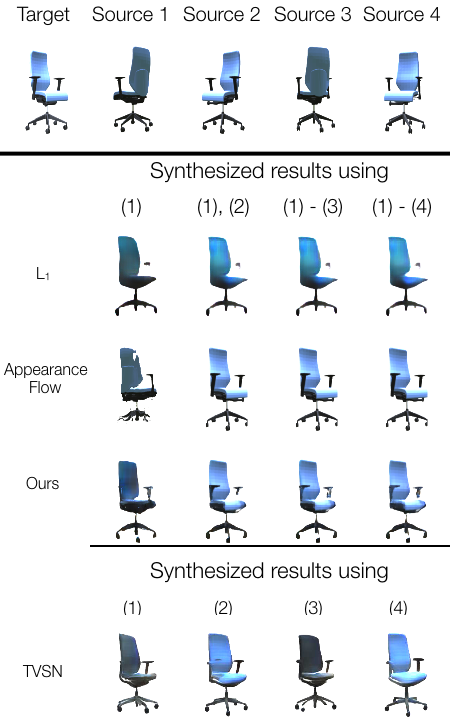 Target Source 1 Source 2 Source 3 Source 4
Synthesized results using
(1) (1), (2) (1) - (3) (1) - (4)
L₁
Appearance
Flow
Ours
Synthesized results using
(1) (2) (3) (4)
TVSN